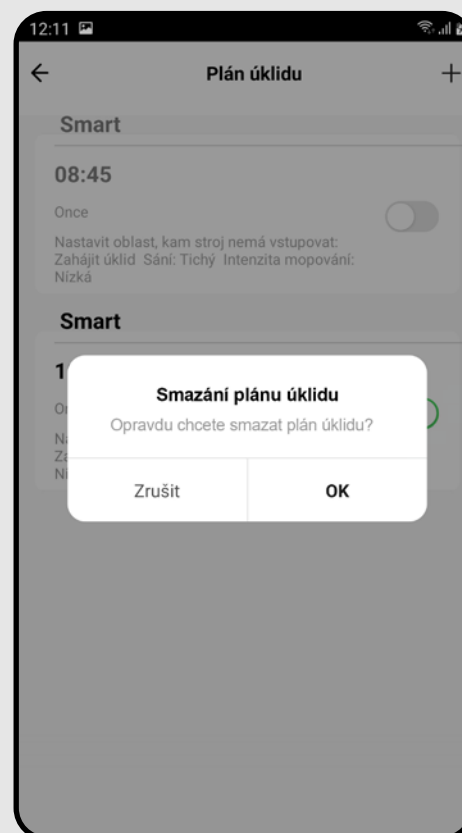 12:11
Plán úklidu
Smart
08:45
Once
Nastavit oblast, kam stroj nemá vstupovat:
Zahájit úklid Sání: Tichý Intenzita mopování:
Nízká
Smart
Smazání plánu úklidu
Opravdu chcete smazat plán úklidu?
Zrušit
OK